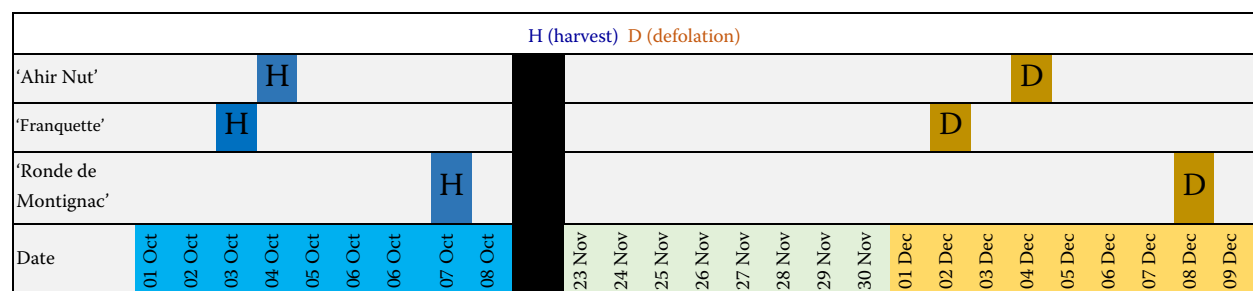 H (harvest) D (defolation)
‘Ahir Nut’ H D
‘Franquette’ H D
‘Ronde de
Montignac’ H D
Date 01 Oct 02 Oct 03 Oct 04 Oct 05 Oct 06 Oct 06 Oct 07 Oct 08 Oct 23 Nov 24 Nov 25 Nov 26 Nov 27 Nov 28 Nov 29 Nov 30 Nov 01 Dec 02 Dec 03 Dec 04 Dec 05 Dec 06 Dec 07 Dec 08 Dec 09 Dec